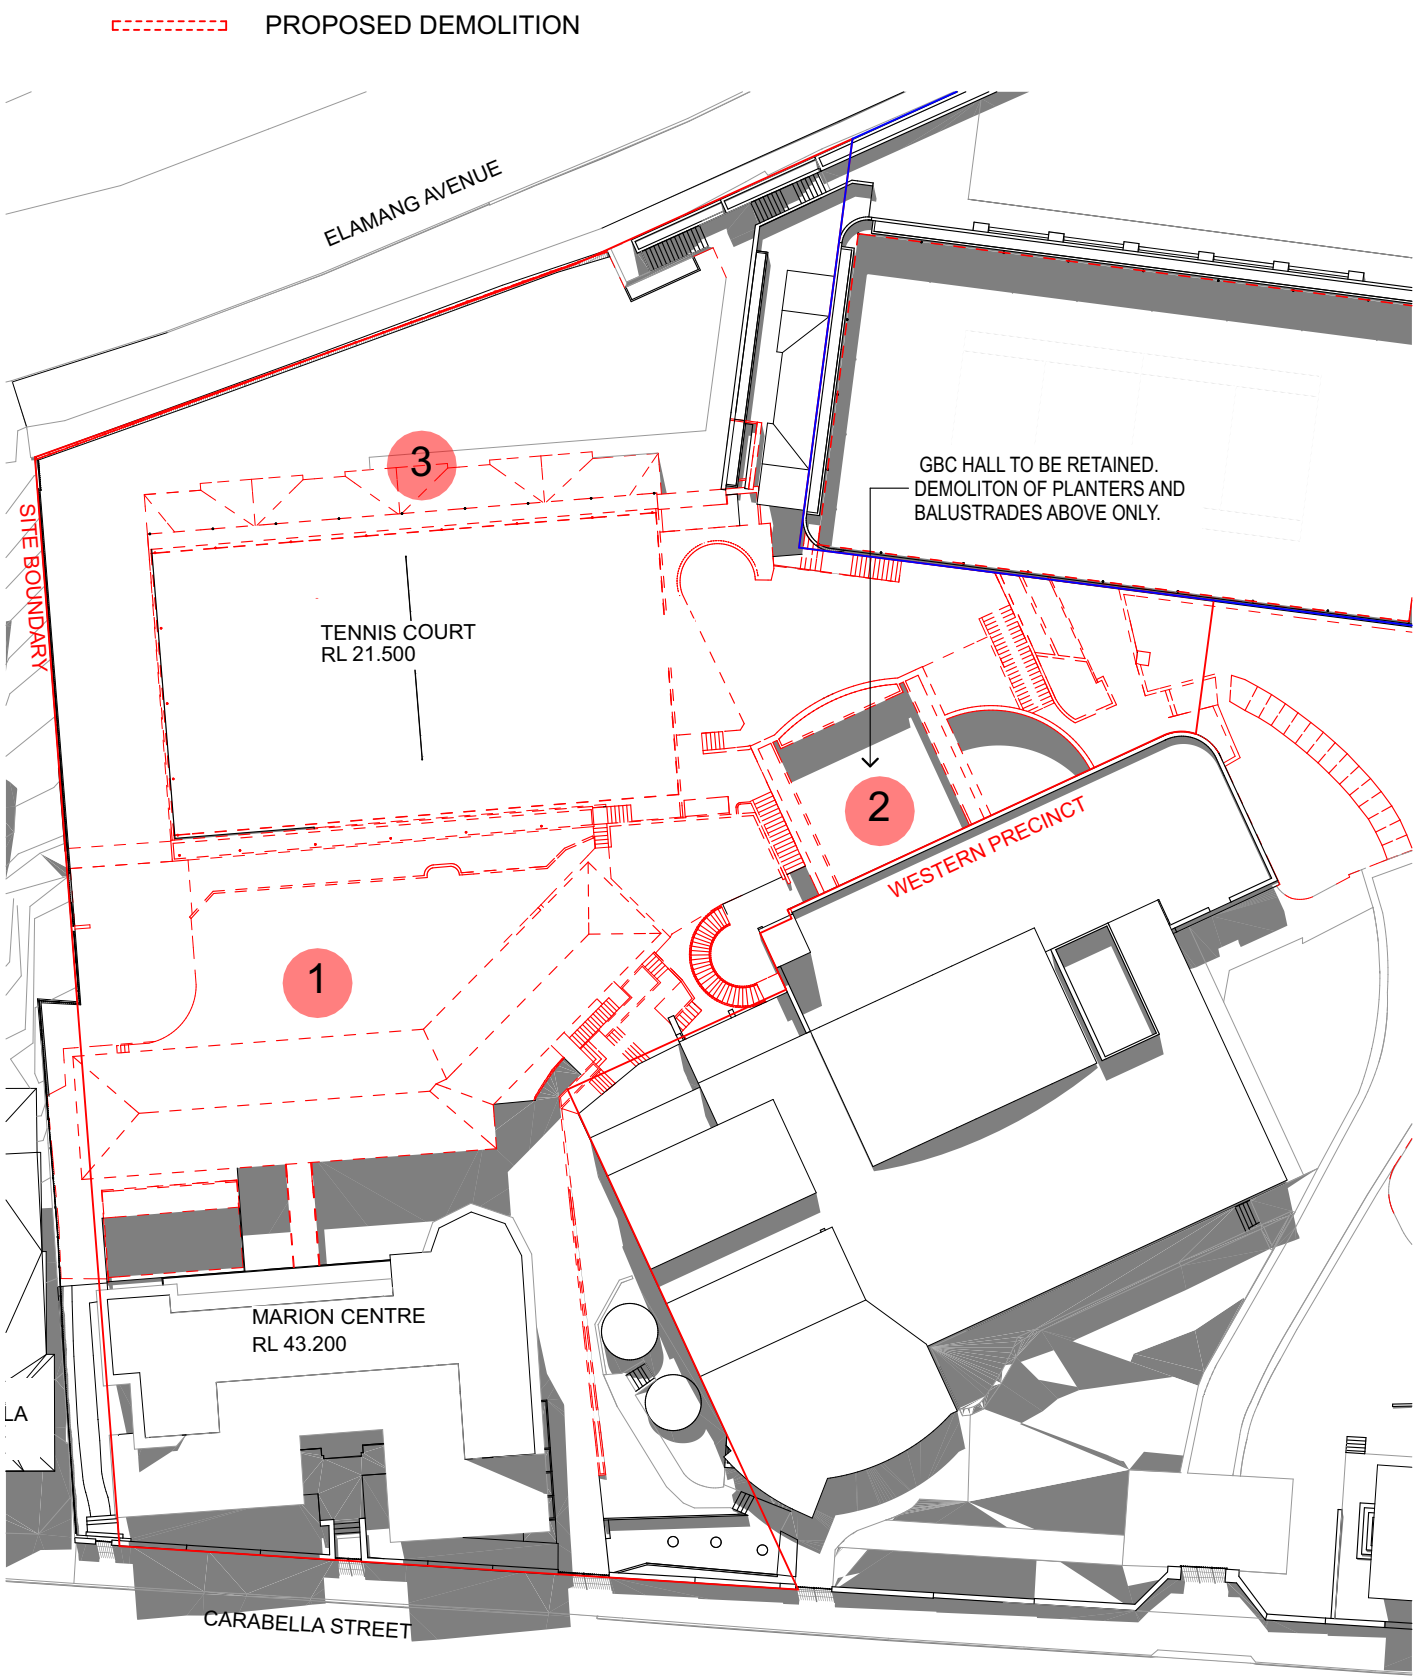 PROPOSED DEMOLITION
ELAMANG AVENUE
3
GBC HALL TO BE RETAINED.
DEMOLITON OF PLANTERS AND
BALUSTRADES ABOVE ONLY.
SITE BOUNDARY
TENNIS COURT
RL 21.500
2
WESTERN PRECINCT
1
MARION CENTRE
RL 43.200
LA
CARABELLA STREET